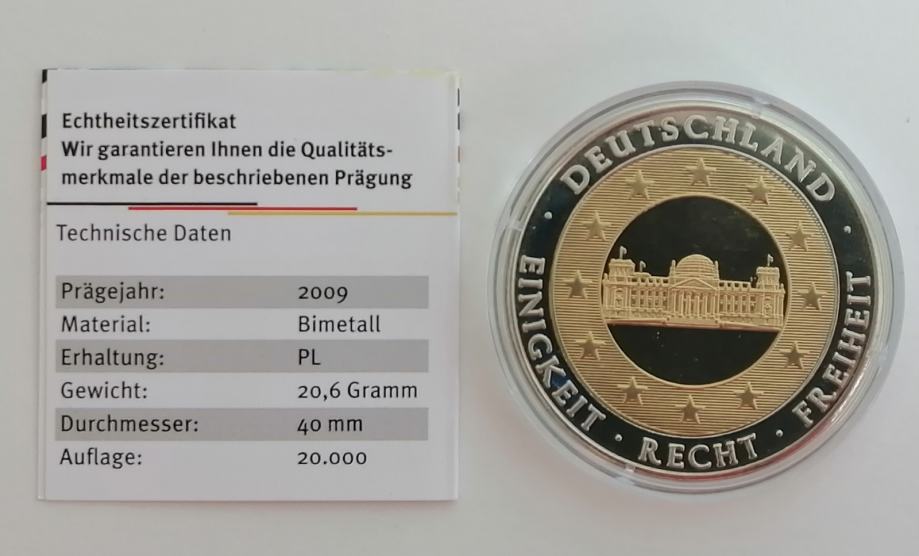 Echtheitszertifikat
Wir garantieren Ihnen die Qualitäts-
merkmale der beschriebenen Prägung
Technische Daten
Prägejahr: 2009
Material: Bimetall
Erhaltung: PL
Gewicht: 20,6 Gramm
Durchmesser: 40 mm
Auflage: 20.000
· DEUTSCHLAND ·
EINIGKEIT · RECHT · FREIHEIT